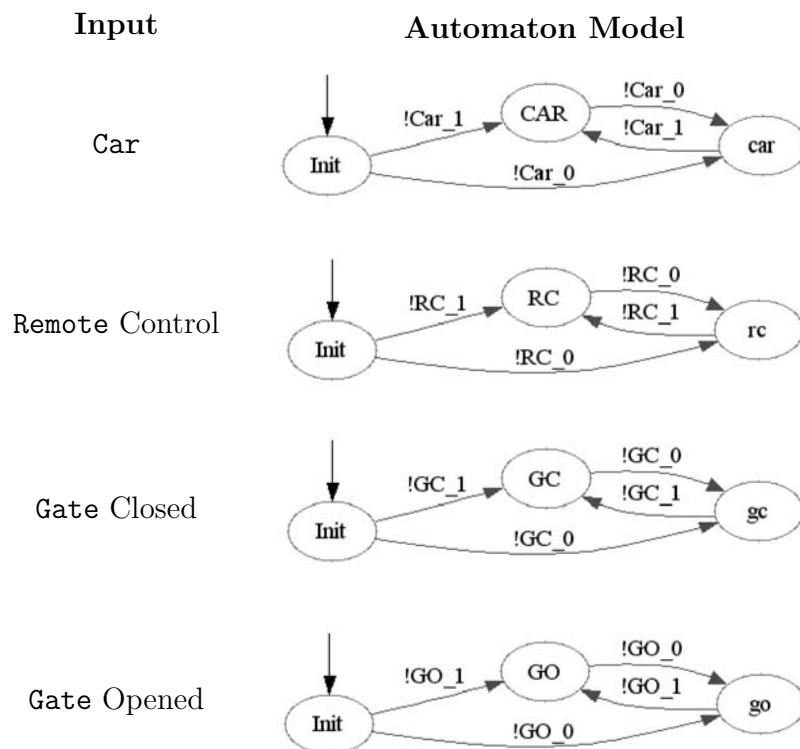 Input Automaton Model
!Car_0
CAR
!Car_1
!Car_1
Car
car
Init
!Car_0
!RC_0
RC
!RC_1
!RC_1
Remote Control
rc
Init
!RC_0
!GC_0
GC
!GC_1
!GC_1
Gate Closed
gc
Init
!GC_0
!GO_0
GO
!GO_1
!GO_1
Gate Opened
go
Init
!GO_0